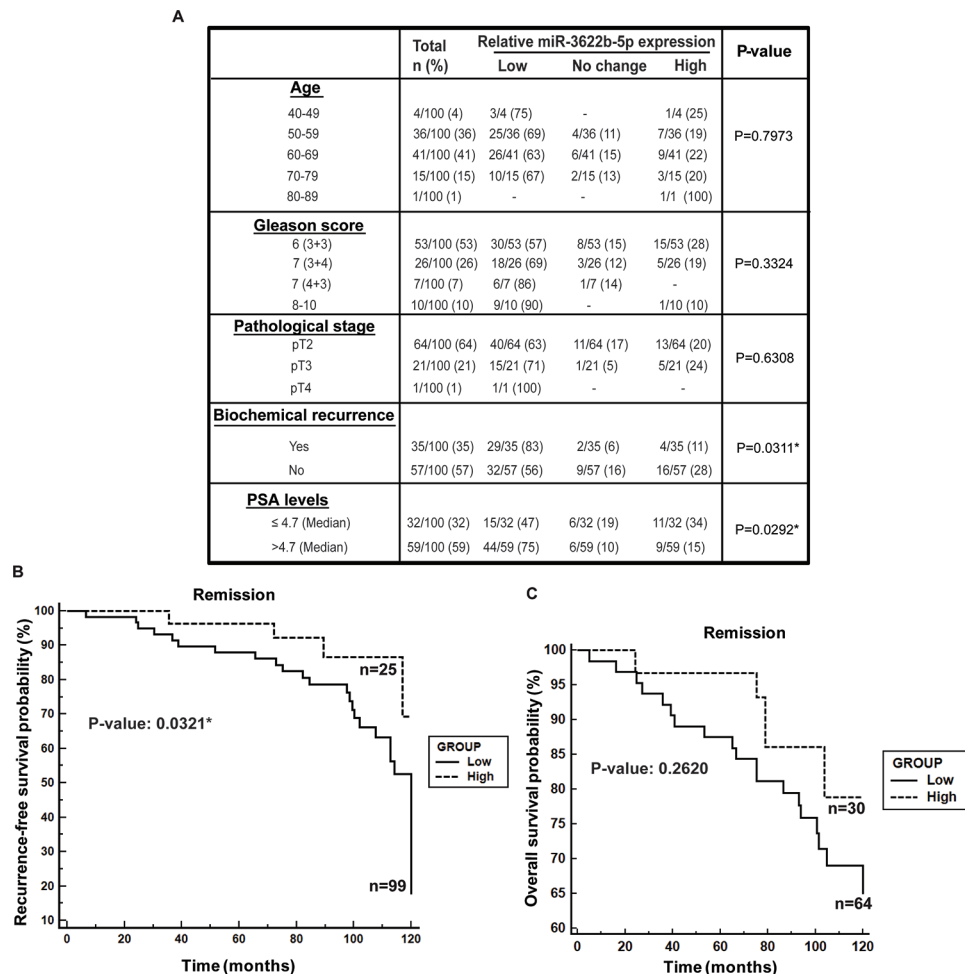 A
Total Relative miR-3622b-5p expression P-value
n (%) Low No change High
Age
40-49 4/100 (4) 3/4 (75) - 1/4 (25)
50-59 36/100 (36) 25/36 (69) 4/36 (11) 7/36 (19) P=0.7973
60-69 41/100 (41) 26/41 (63) 6/41 (15) 9/41 (22)
70-79 15/100 (15) 10/15 (67) 2/15 (13) 3/15 (20)
80-89 1/100 (1) - - 1/1 (100)
Gleason score
6 (3+3) 53/100 (53) 30/53 (57) 8/53 (15) 15/53 (28)
7 (3+4) 26/100 (26) 18/26 (69) 3/26 (12) 5/26 (19) P=0.3324
7 (4+3) 7/100 (7) 6/7 (86) 1/7 (14) -
8-10 10/100 (10) 9/10 (90) - 1/10 (10)
Pathological stage
pT2 64/100 (64) 40/64 (63) 11/64 (17) 13/64 (20)
pT3 21/100 (21) 15/21 (71) 1/21 (5) 5/21 (24) P=0.6308
pT4 1/100 (1) 1/1 (100) - -
Biochemical recurrence
Yes 35/100 (35) 29/35 (83) 2/35 (6) 4/35 (11) P=0.0311*
No 57/100 (57) 32/57 (56) 9/57 (16) 16/57 (28)
PSA levels
≤ 4.7 (Median) 32/100 (32) 15/32 (47) 6/32 (19) 11/32 (34) P=0.0292*
>4.7 (Median) 59/100 (59) 44/59 (75) 6/59 (10) 9/59 (15)
B
Remission
Recurrence-free survival probability (%)
100
90
80
70
60
50
40
30
20
10
n=25
P-value: 0.0321*
GROUP
Low
High
n=99
0 20 40 60 80 100 120
Time (months)
C
Remission
Overall survival probability (%)
100
95
90
85
80
75
70
65
60
P-value: 0.2620
GROUP
Low
High
n=30
n=64
0 20 40 60 80 100 120
Time (months)